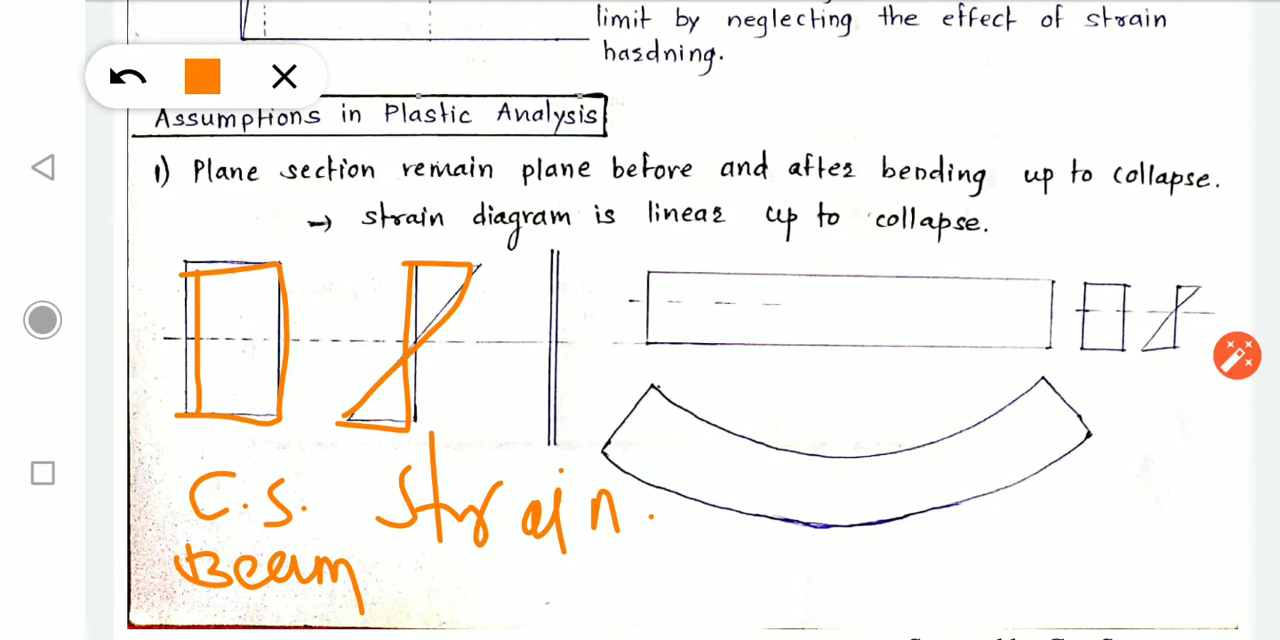 limit by neglecting the effect of strain
hardning.
Assumptions in Plastic Analysis
1) Plane section remain plane before and after bending up to collapse.
→ strain diagram is linear up to collapse.
C.S. Strain.
Beam